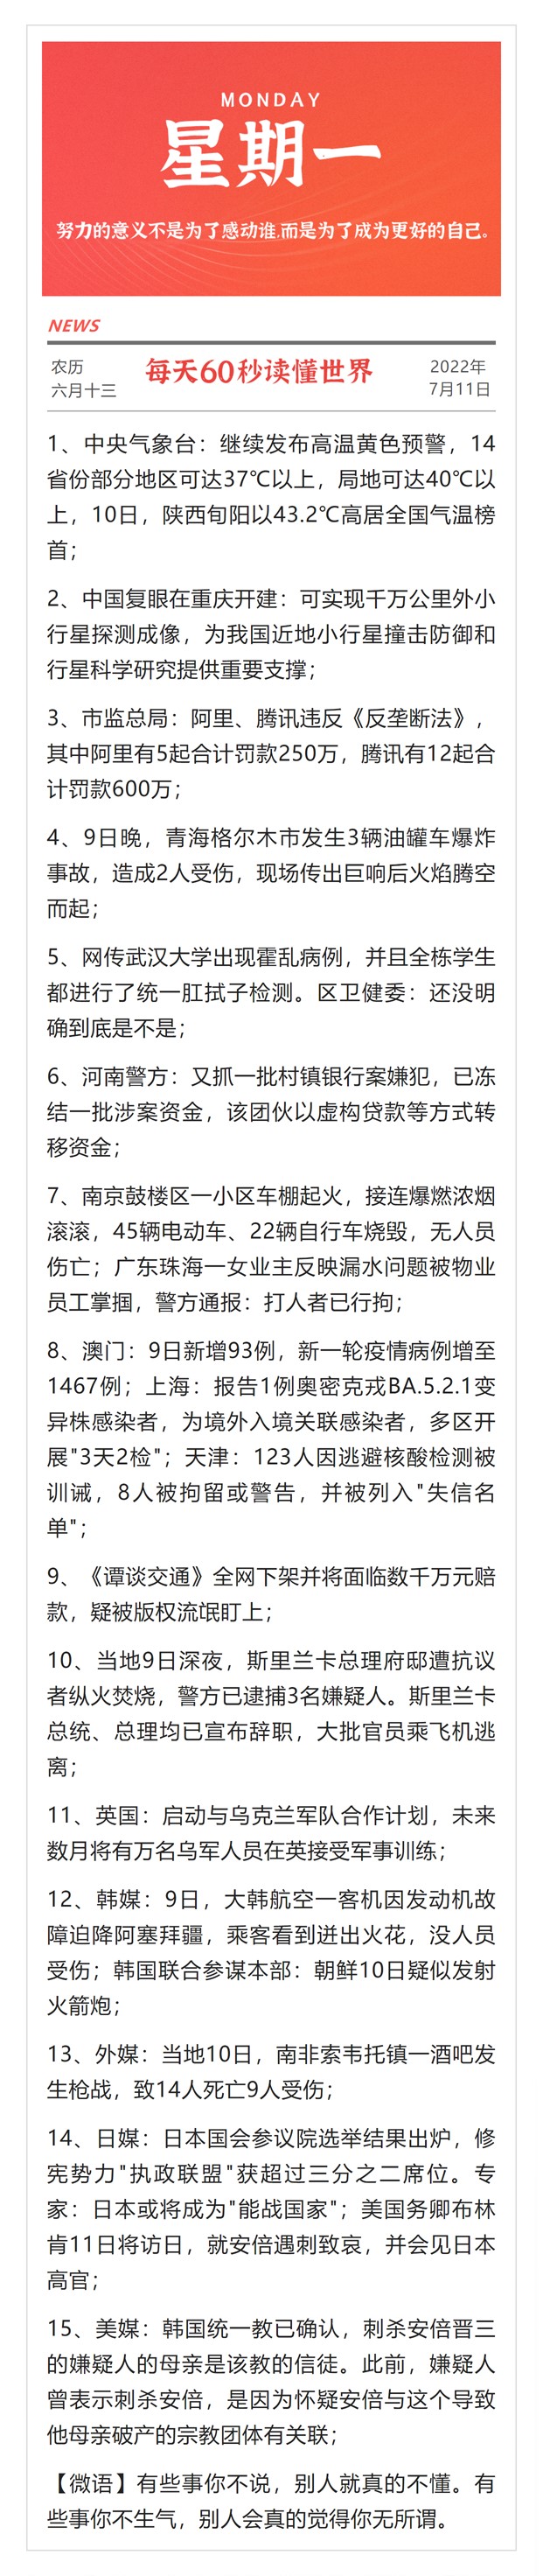 MONDAY
星期一
努力的意义不是为了感动谁,而是为了成为更好的自己。
NEWS
农历
六月十三
每天60秒读懂世界
2022年
7月11日
1、中央气象台：继续发布高温黄色预警，14
省份部分地区可达37℃以上，局地可达40℃以
上，10日，陕西旬阳以43.2℃高居全国气温榜
首；
2、中国复眼在重庆开建：可实现千万公里外小
行星探测成像，为我国近地小行星撞击防御和
行星科学研究提供重要支撑；
3、市监总局：阿里、腾讯违反《反垄断法》，
其中阿里有5起合计罚款250万，腾讯有12起合
计罚款600万；
4、9日晚，青海格尔木市发生3辆油罐车爆炸
事故，造成2人受伤，现场传出巨响后火焰腾空
而起；
5、网传武汉大学出现霍乱病例，并且全栋学生
都进行了统一肛拭子检测。区卫健委：还没明
确到底是不是；
6、河南警方：又抓一批村镇银行案嫌犯，已冻
结一批涉案资金，该团伙以虚构贷款等方式转
移资金；
7、南京鼓楼区一小区车棚起火，接连爆燃浓烟
滚滚，45辆电动车、22辆自行车烧毁，无人员
伤亡；广东珠海一女业主反映漏水问题被物业
员工掌掴，警方通报：打人者已行拘；
8、澳门：9日新增93例，新一轮疫情病例增至
1467例；上海：报告1例奥密克戎BA.5.2.1变
异株感染者，为境外入境关联感染者，多区开
展"3天2检"；天津：123人因逃避核酸检测被
训诫，8人被拘留或警告，并被列入"失信名
单"；
9、《谭谈交通》全网下架并将面临数千万元赔
款，疑被版权流氓盯上；
10、当地9日深夜，斯里兰卡总理府邸遭抗议
者纵火焚烧，警方已逮捕3名嫌疑人。斯里兰卡
总统、总理均已宣布辞职，大批官员乘飞机逃
离；
11、英国：启动与乌克兰军队合作计划，未来
数月将有万名乌军人员在英接受军事训练；
12、韩媒：9日，大韩航空一客机因发动机故
障迫降阿塞拜疆，乘客看到迸出火花，没人员
受伤；韩国联合参谋本部：朝鲜10日疑似发射
火箭炮；
13、外媒：当地10日，南非索韦托镇一酒吧发
生枪战，致14人死亡9人受伤；
14、日媒：日本国会参议院选举结果出炉，修
宪势力"执政联盟"获超过三分之二席位。专
家：日本或将成为"能战国家"；美国务卿布林
肯11日将访日，就安倍遇刺致哀，并会见日本
高官；
15、美媒：韩国统一教已确认，刺杀安倍晋三
的嫌疑人的母亲是该教的信徒。此前，嫌疑人
曾表示刺杀安倍，是因为怀疑安倍与这个导致
他母亲破产的宗教团体有关联；
【微语】有些事你不说，别人就真的不懂。有
些事你不生气，别人会真的觉得你无所谓。